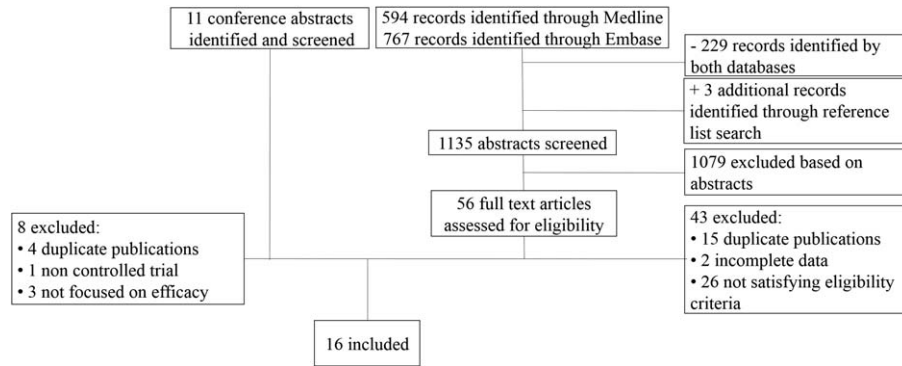 11 conference abstracts
identified and screened
594 records identified through Medline
767 records identified through Embase
- 229 records identified by
both databases
+ 3 additional records
identified through reference
list search
1135 abstracts screened
1079 excluded based on
abstracts
56 full text articles
assessed for eligibility
8 excluded:
• 4 duplicate publications
• 1 non controlled trial
• 3 not focused on efficacy
43 excluded:
• 15 duplicate publications
• 2 incomplete data
• 26 not satisfying eligibility
criteria
16 included